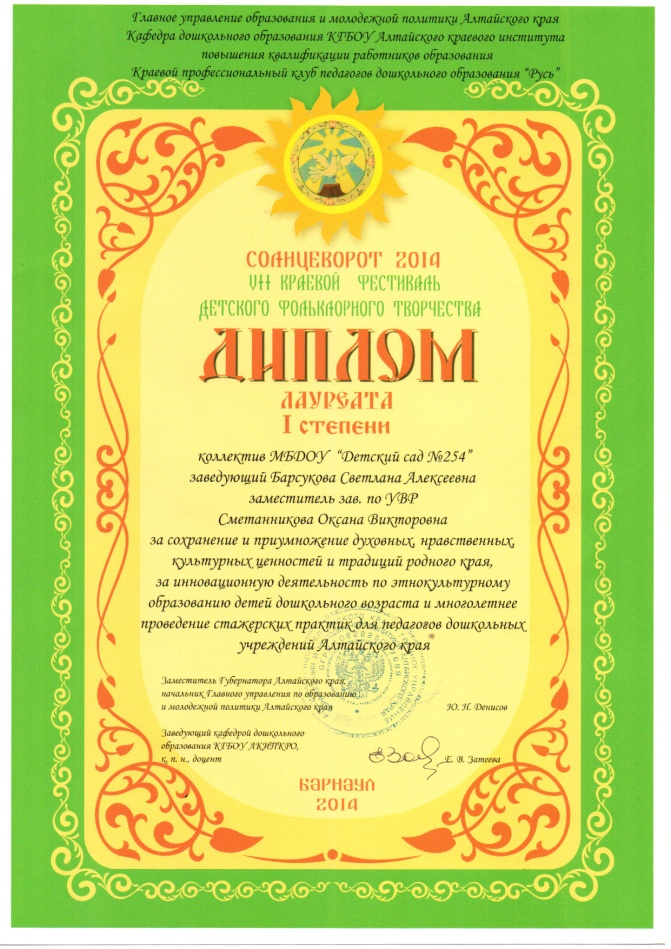 Главное управление образования и молодежной политики Алтайского края
Кафедра дошкольного образования КГБОУ Алтайского краевого института
повышения квалификации работников образования
Краевой профессиональный клуб педагогов дошкольного образования “Русь”
СОЛНЦЕВОРОТ 2014
VII КРАЕВОЙ ФЕСТИВАЛЬ
ДЕТСКОГО ФОЛЬКЛОРНОГО ТВОРЧЕСТВА
ДИПЛОМ
ЛАУРЕАТА
I СТЕПЕНИ
коллектив МБДОУ “Детский сад №254”
заведующий Барсукова Светлана Алексеевна
заместитель зав. по УВР
Сметанникова Оксана Викторовна
за сохранение и приумножение духовных, нравственных,
культурных ценностей и традиций родного края,
за инновационную деятельность по этнокультурному
образованию детей дошкольного возраста и многолетнее
проведение стажерских практик для педагогов дошкольных
учреждений Алтайского края
Заместитель Губернатора Алтайского края,
начальник Главного управления по образованию
и молодежной политики Алтайского края Ю. Н. Денисов
Заведующий кафедрой дошкольного
образования КГБОУ АКИПКРО,
к. п. н., доцент Е. В. Затеева
БАРНАУЛ
2014